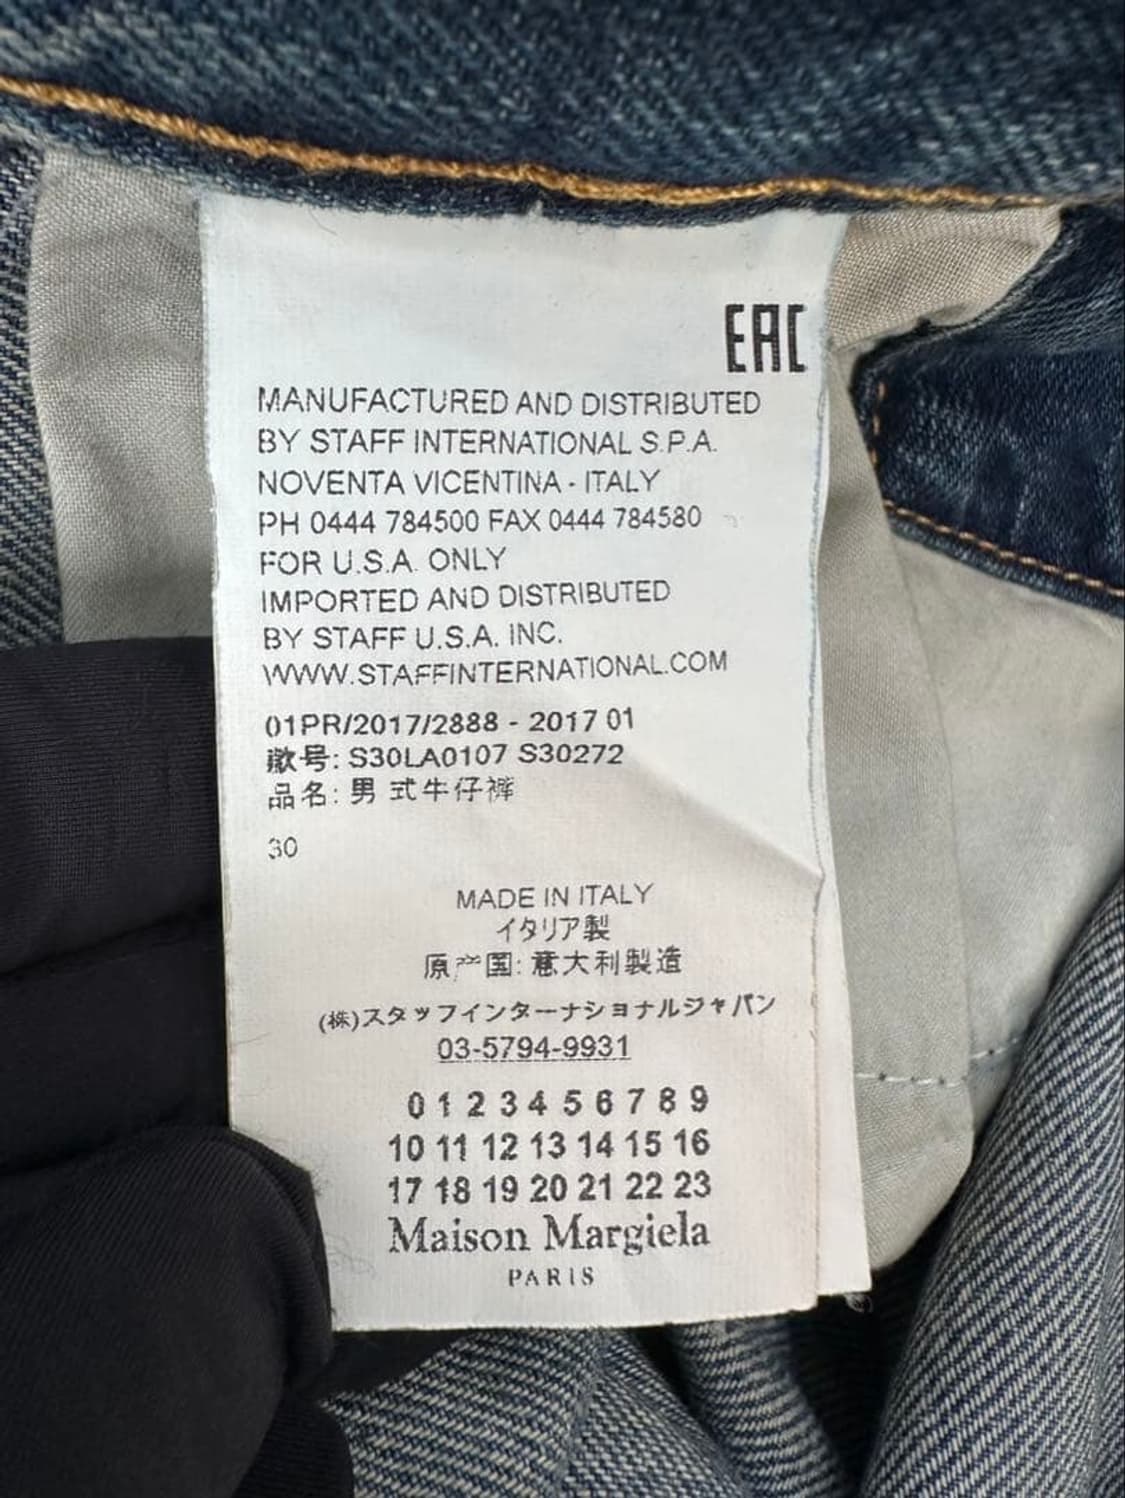 EAC
MANUFACTURED AND DISTRIBUTED
BY STAFF INTERNATIONAL S.P.A.
NOVENTA VICENTINA - ITALY
PH 0444 784500 FAX 0444 784580
FOR U.S.A. ONLY
IMPORTED AND DISTRIBUTED
BY STAFF U.S.A. INC.
WWW.STAFFINTERNATIONAL.COM
01PR/2017/2888 - 2017 01
款号: S30LA0107 S30272
品名: 男 式牛仔裤
30
MADE IN ITALY
イタリア製
原产国: 意大利製造
(株)スタッフインターナショナルジャパン
03-5794-9931
0 1 2 3 4 5 6 7 8 9
10 11 12 13 14 15 16
17 18 19 20 21 22 23
Maison Margiela
PARIS